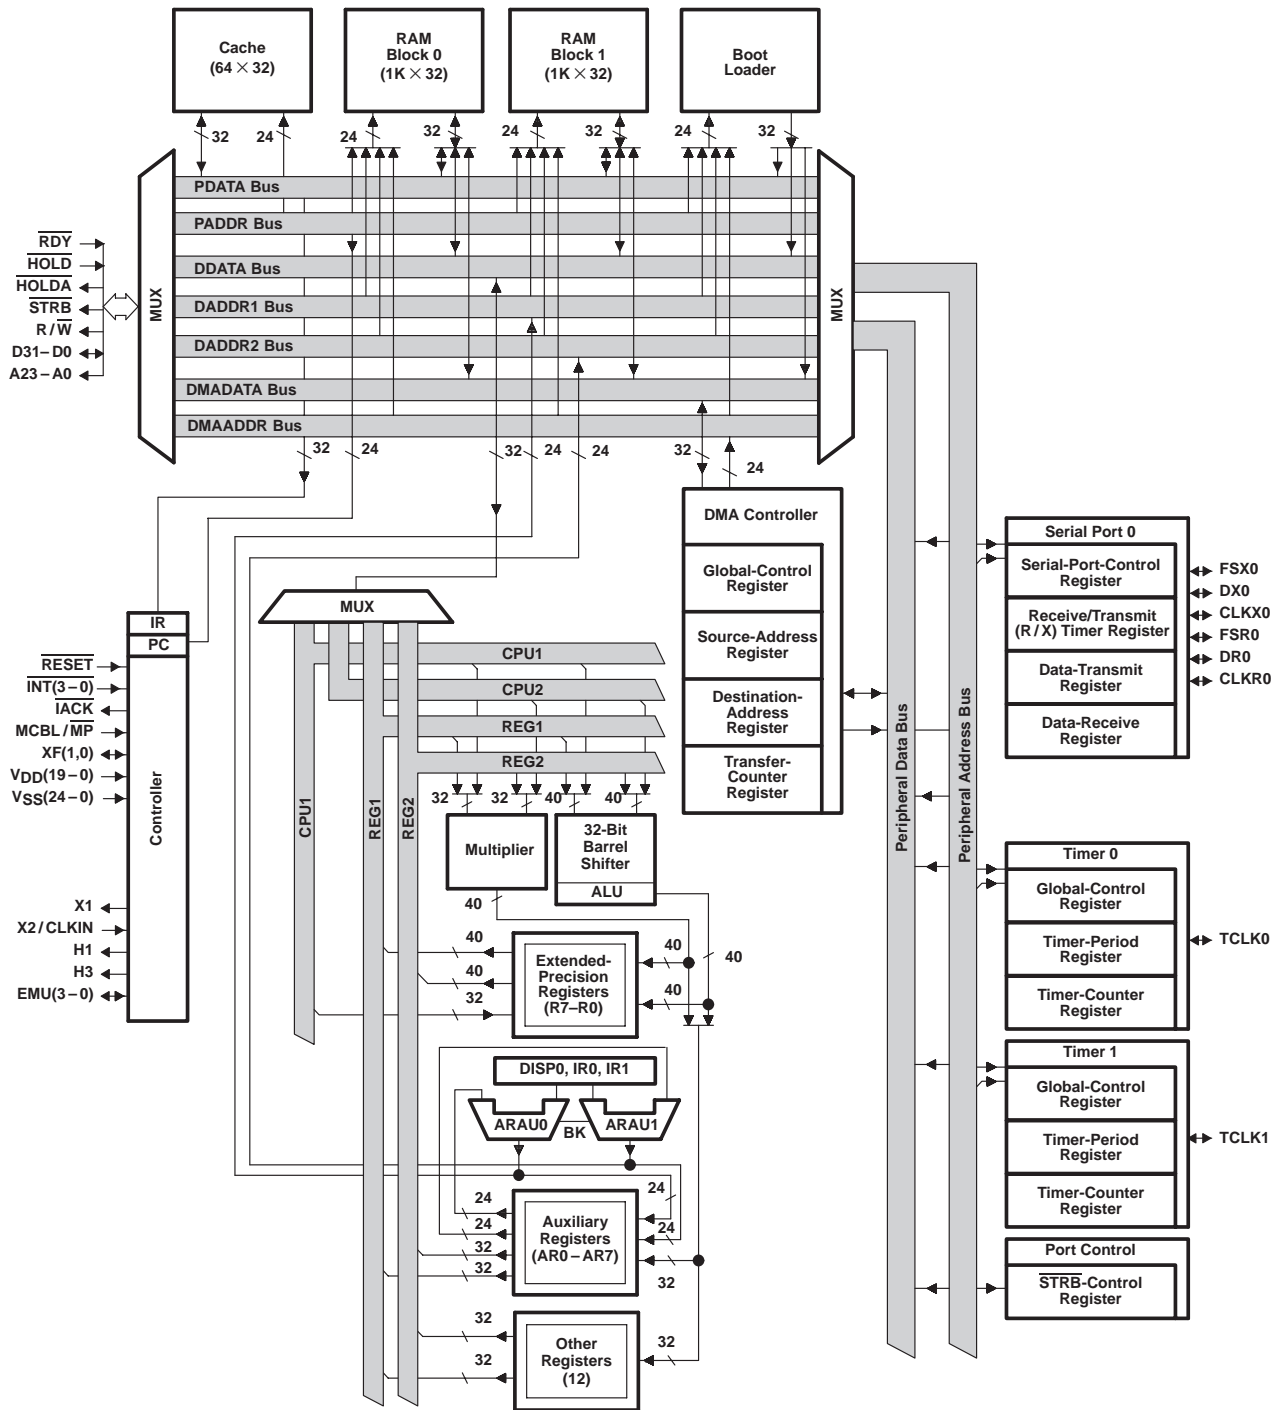 Cache
(64 × 32)
RAM
Block 0
(1K × 32)
RAM
Block 1
(1K × 32)
Boot
Loader
32
24
24
32
24
32
24
32
PDATA Bus
PADDR Bus
DDATA Bus
DADDR1 Bus
DADDR2 Bus
DMADATA Bus
DMAADDR Bus
MUX
MUX
RDY
HOLD
HOLDA
STRB
R / W
D31– D0
A23 – A0
32
24
32
24
24
32
24
DMA Controller
Global-Control
Register
Source-Address
Register
Destination-
Address
Register
Transfer-
Counter
Register
Peripheral Data Bus
Peripheral Address Bus
Serial Port 0
Serial-Port-Control
Register
Receive/Transmit
(R / X) Timer Register
Data-Transmit
Register
Data-Receive
Register
FSX0
DX0
CLKX0
FSR0
DR0
CLKR0
IR
PC
Controller
RESET
INT(3 – 0)
IACK
MCBL / MP
XF(1,0)
VDD(19 – 0)
VSS(24 – 0)
X1
X2 / CLKIN
H1
H3
EMU(3 – 0)
MUX
CPU1
CPU2
REG1
REG2
CPU1
REG1
REG2
32
32
40
40
Multiplier
32-Bit
Barrel
Shifter
ALU
40
40
40
32
Extended-
Precision
Registers
(R7–R0)
40
40
40
DISP0, IR0, IR1
ARAU0
BK
ARAU1
24
24
32
32
Auxiliary
Registers
(AR0 – AR7)
24
24
32
32
32
Other
Registers
(12)
32
Timer 0
Global-Control
Register
Timer-Period
Register
Timer-Counter
Register
TCLK0
Timer 1
Global-Control
Register
Timer-Period
Register
Timer-Counter
Register
TCLK1
Port Control
STRB-Control
Register